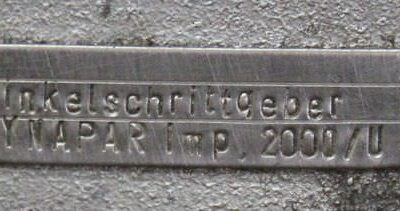 inkelschrittgeber
YNAPAR Imp. 2000/U